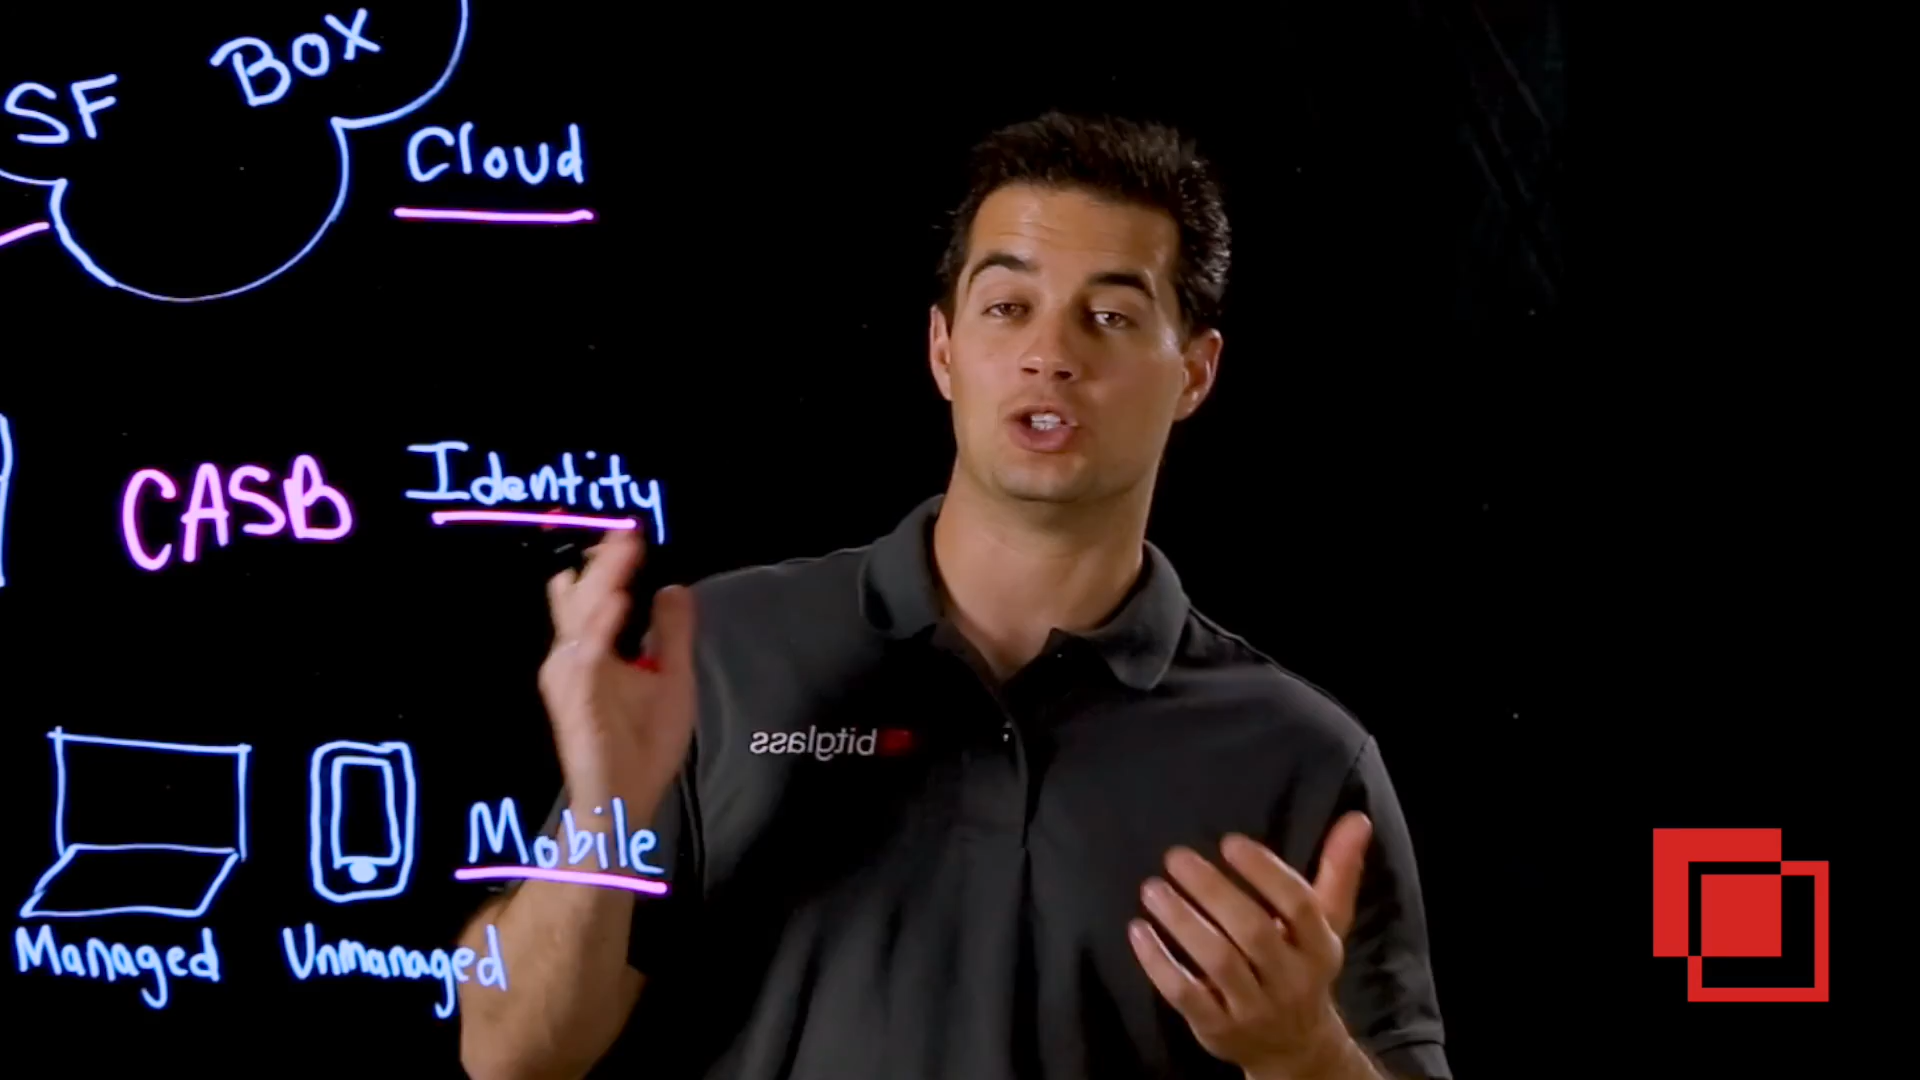 SF BOX
Cloud
CASB Identity
bitglass
Mobile
Managed Unmanaged